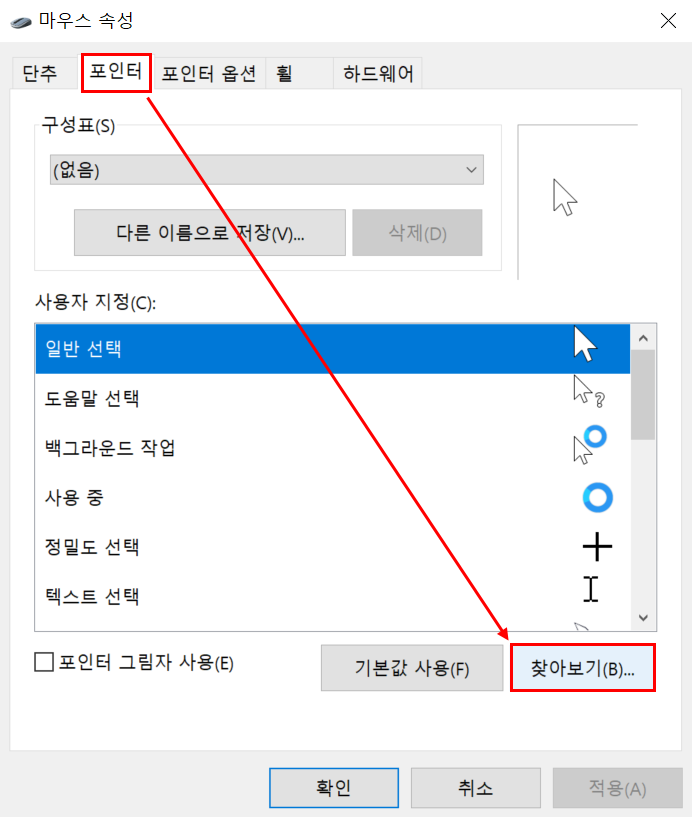 마우스 속성
단추 포인터 포인터 옵션 휠 하드웨어
구성표(S)
(없음)
다른 이름으로 저장(V)... 삭제(D)
사용자 지정(C):
일반 선택
도움말 선택
백그라운드 작업
사용 중
정밀도 선택
텍스트 선택
포인터 그림자 사용(E) 기본값 사용(F) 찾아보기(B)...
확인 취소 적용(A)